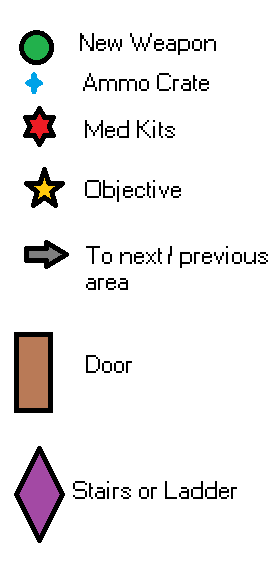 New Weapon
Ammo Crate
Med Kits
Objective
To next / previous
area
Door
Stairs or Ladder